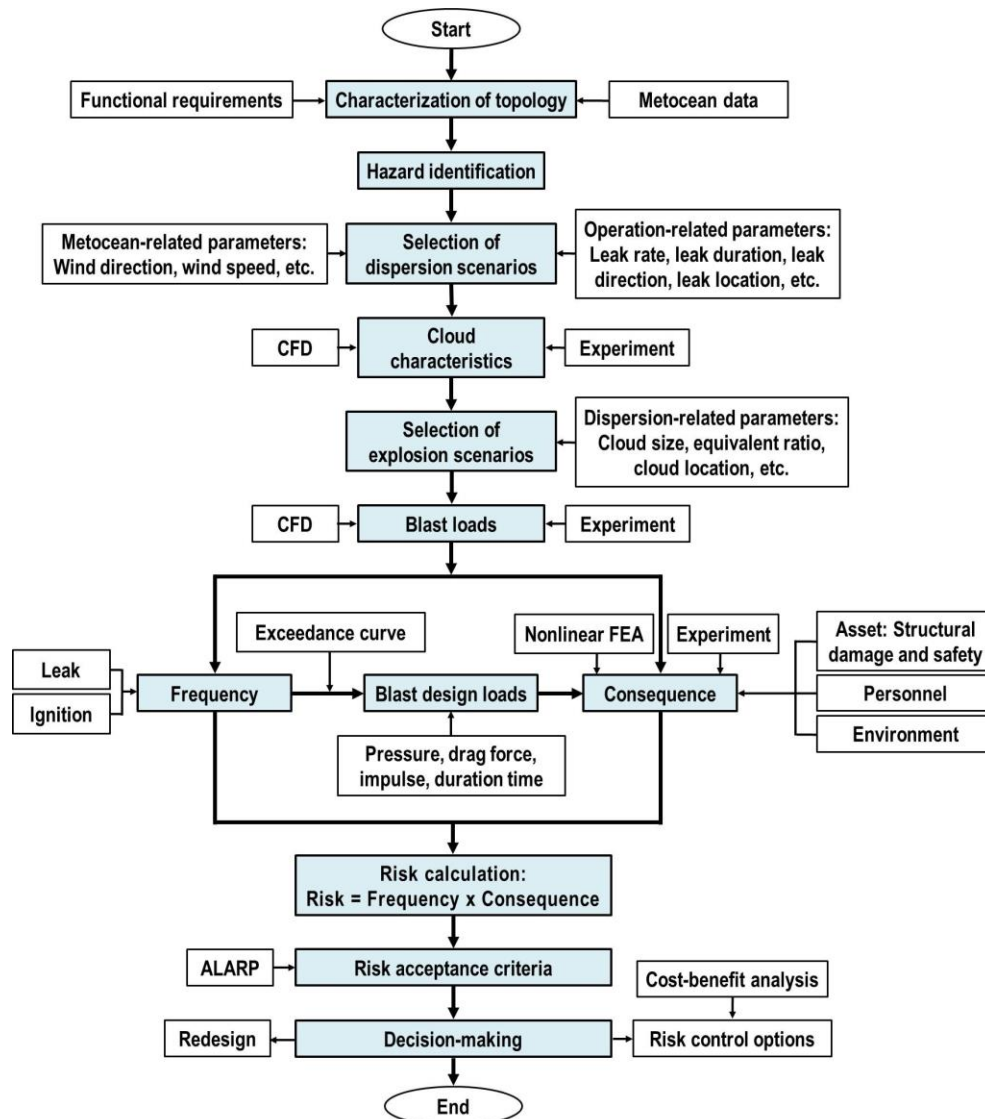 Start
Functional requirements
Characterization of topology
Metocean data
Hazard identification
Metocean-related parameters:
Wind direction, wind speed, etc.
Selection of
dispersion scenarios
Operation-related parameters:
Leak rate, leak duration, leak
direction, leak location, etc.
CFD
Cloud
characteristics
Experiment
Selection of
explosion scenarios
Dispersion-related parameters:
Cloud size, equivalent ratio,
cloud location, etc.
CFD
Blast loads
Experiment
Exceedance curve
Nonlinear FEA
Experiment
Asset: Structural
damage and safety
Leak
Ignition
Frequency
Blast design loads
Consequence
Personnel
Environment
Pressure, drag force,
impulse, duration time
Risk calculation:
Risk = Frequency x Consequence
ALARP
Risk acceptance criteria
Cost-benefit analysis
Redesign
Decision-making
Risk control options
End